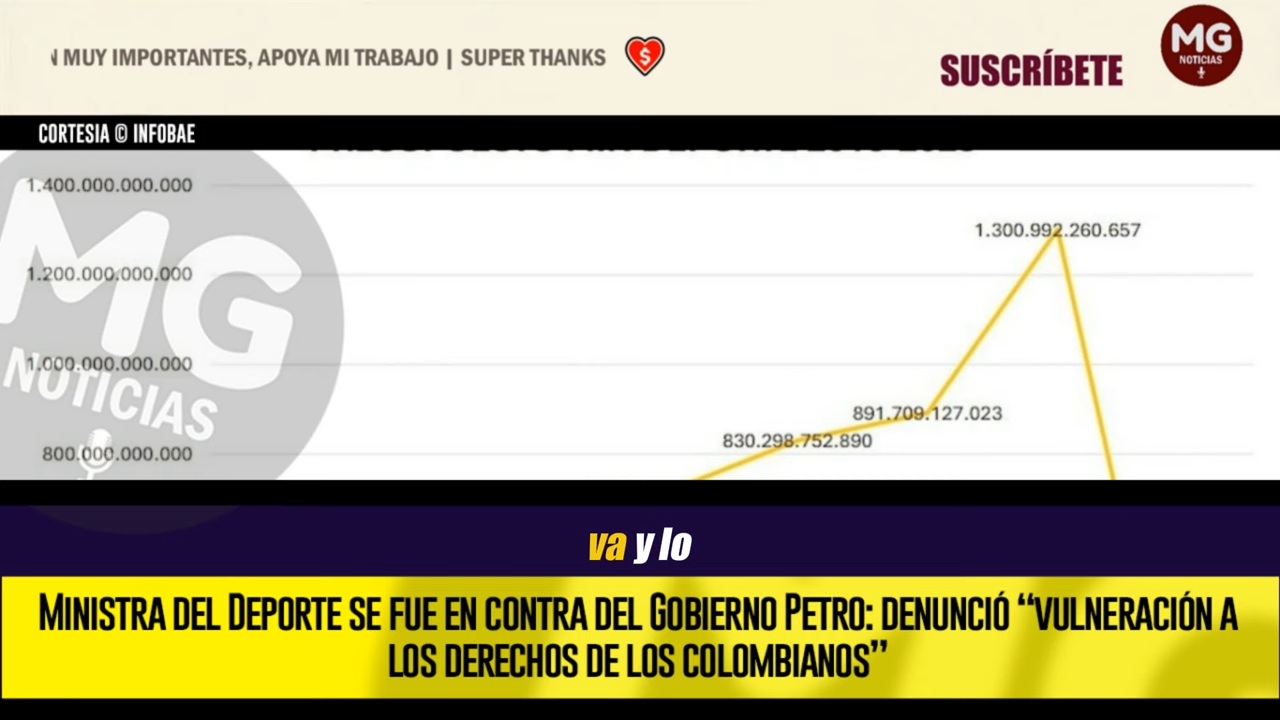 N MUY IMPORTANTES, APOYA MI TRABAJO | SUPER THANKS
SUSCRÍBETE
MG
NOTICIAS
CORTESIA © INFOBAE
1.400.000.000.000
1.300.992.260.657
1.200.000.000.000
MG
1.000.000.000.000
NOTICIAS
891.709.127.023
830.298.752.890
800.000.000.000
va y lo
MINISTRA DEL DEPORTE SE FUE EN CONTRA DEL GOBIERNO PETRO: DENUNCIÓ “VULNERACIÓN A
LOS DERECHOS DE LOS COLOMBIANOS”